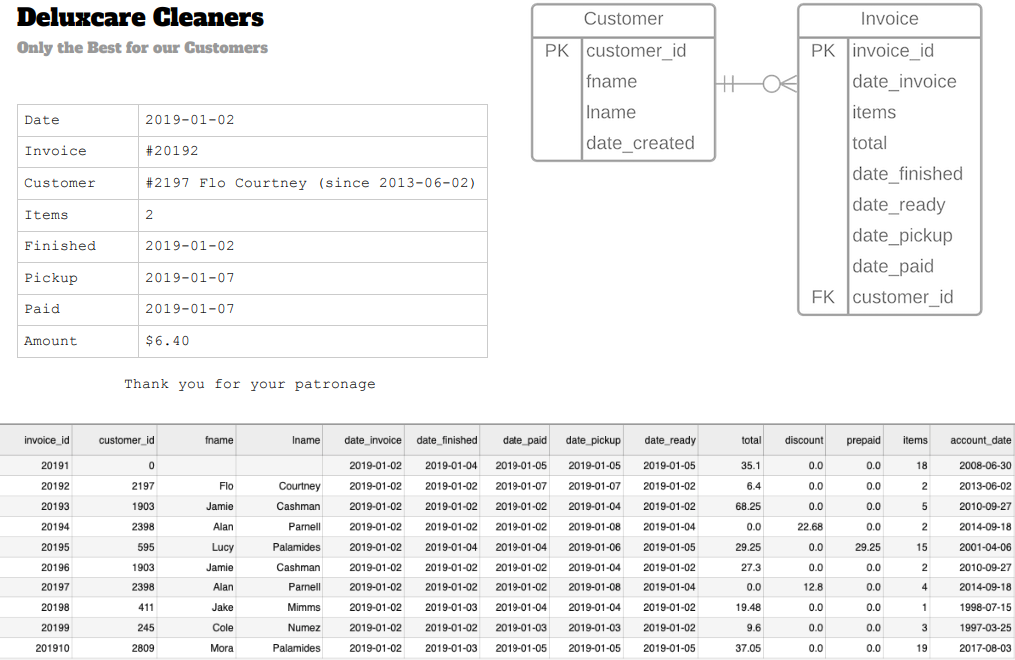 Deluxcare Cleaners
Only the Best for our Customers
Date 2019-01-02
Invoice #20192
Customer #2197 Flo Courtney (since 2013-06-02)
Items 2
Finished 2019-01-02
Pickup 2019-01-07
Paid 2019-01-07
Amount $6.40
Thank you for your patronage
Customer
PK customer_id
fname
lname
date_created
Invoice
PK invoice_id
date_invoice
items
total
date_finished
date_ready
date_pickup
date_paid
FK customer_id
invoice_id customer_id fname lname date_invoice date_finished date_paid date_pickup date_ready total discount prepaid items account_date
20191 0 2019-01-02 2019-01-04 2019-01-05 2019-01-05 2019-01-05 35.1 0.0 0.0 18 2008-06-30
20192 2197 Flo Courtney 2019-01-02 2019-01-02 2019-01-07 2019-01-07 2019-01-02 6.4 0.0 0.0 2 2013-06-02
20193 1903 Jamie Cashman 2019-01-02 2019-01-02 2019-01-02 2019-01-04 2019-01-02 68.25 0.0 0.0 5 2010-09-27
20194 2398 Alan Parnell 2019-01-02 2019-01-02 2019-01-02 2019-01-08 2019-01-04 0.0 22.68 0.0 2 2014-09-18
20195 595 Lucy Palamides 2019-01-02 2019-01-04 2019-01-04 2019-01-06 2019-01-05 29.25 0.0 29.25 15 2001-04-06
20196 1903 Jamie Cashman 2019-01-02 2019-01-02 2019-01-04 2019-01-04 2019-01-02 27.3 0.0 0.0 2 2010-09-27
20197 2398 Alan Parnell 2019-01-02 2019-01-02 2019-01-02 2019-01-08 2019-01-04 0.0 12.8 0.0 4 2014-09-18
20198 411 Jake Mimms 2019-01-02 2019-01-03 2019-01-04 2019-01-04 2019-01-02 19.48 0.0 0.0 1 1998-07-15
20199 245 Cole Numez 2019-01-02 2019-01-02 2019-01-03 2019-01-03 2019-01-02 9.6 0.0 0.0 3 1997-03-25
201910 2809 Mora Palamides 2019-01-02 2019-01-03 2019-01-05 2019-01-05 2019-01-05 37.05 0.0 0.0 19 2017-08-03